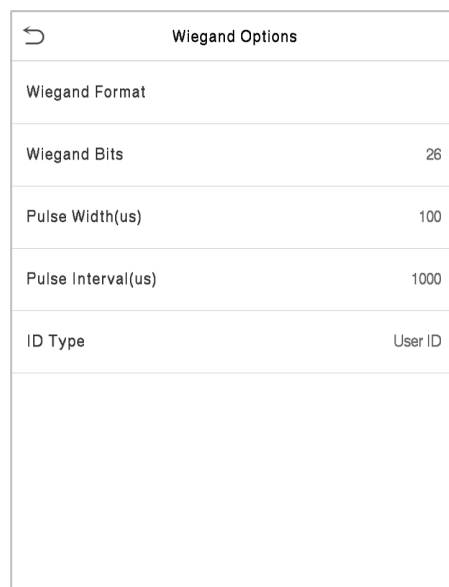 Wiegand Options
Wiegand Format
Wiegand Bits 26
Pulse Width(us) 100
Pulse Interval(us) 1000
ID Type User ID